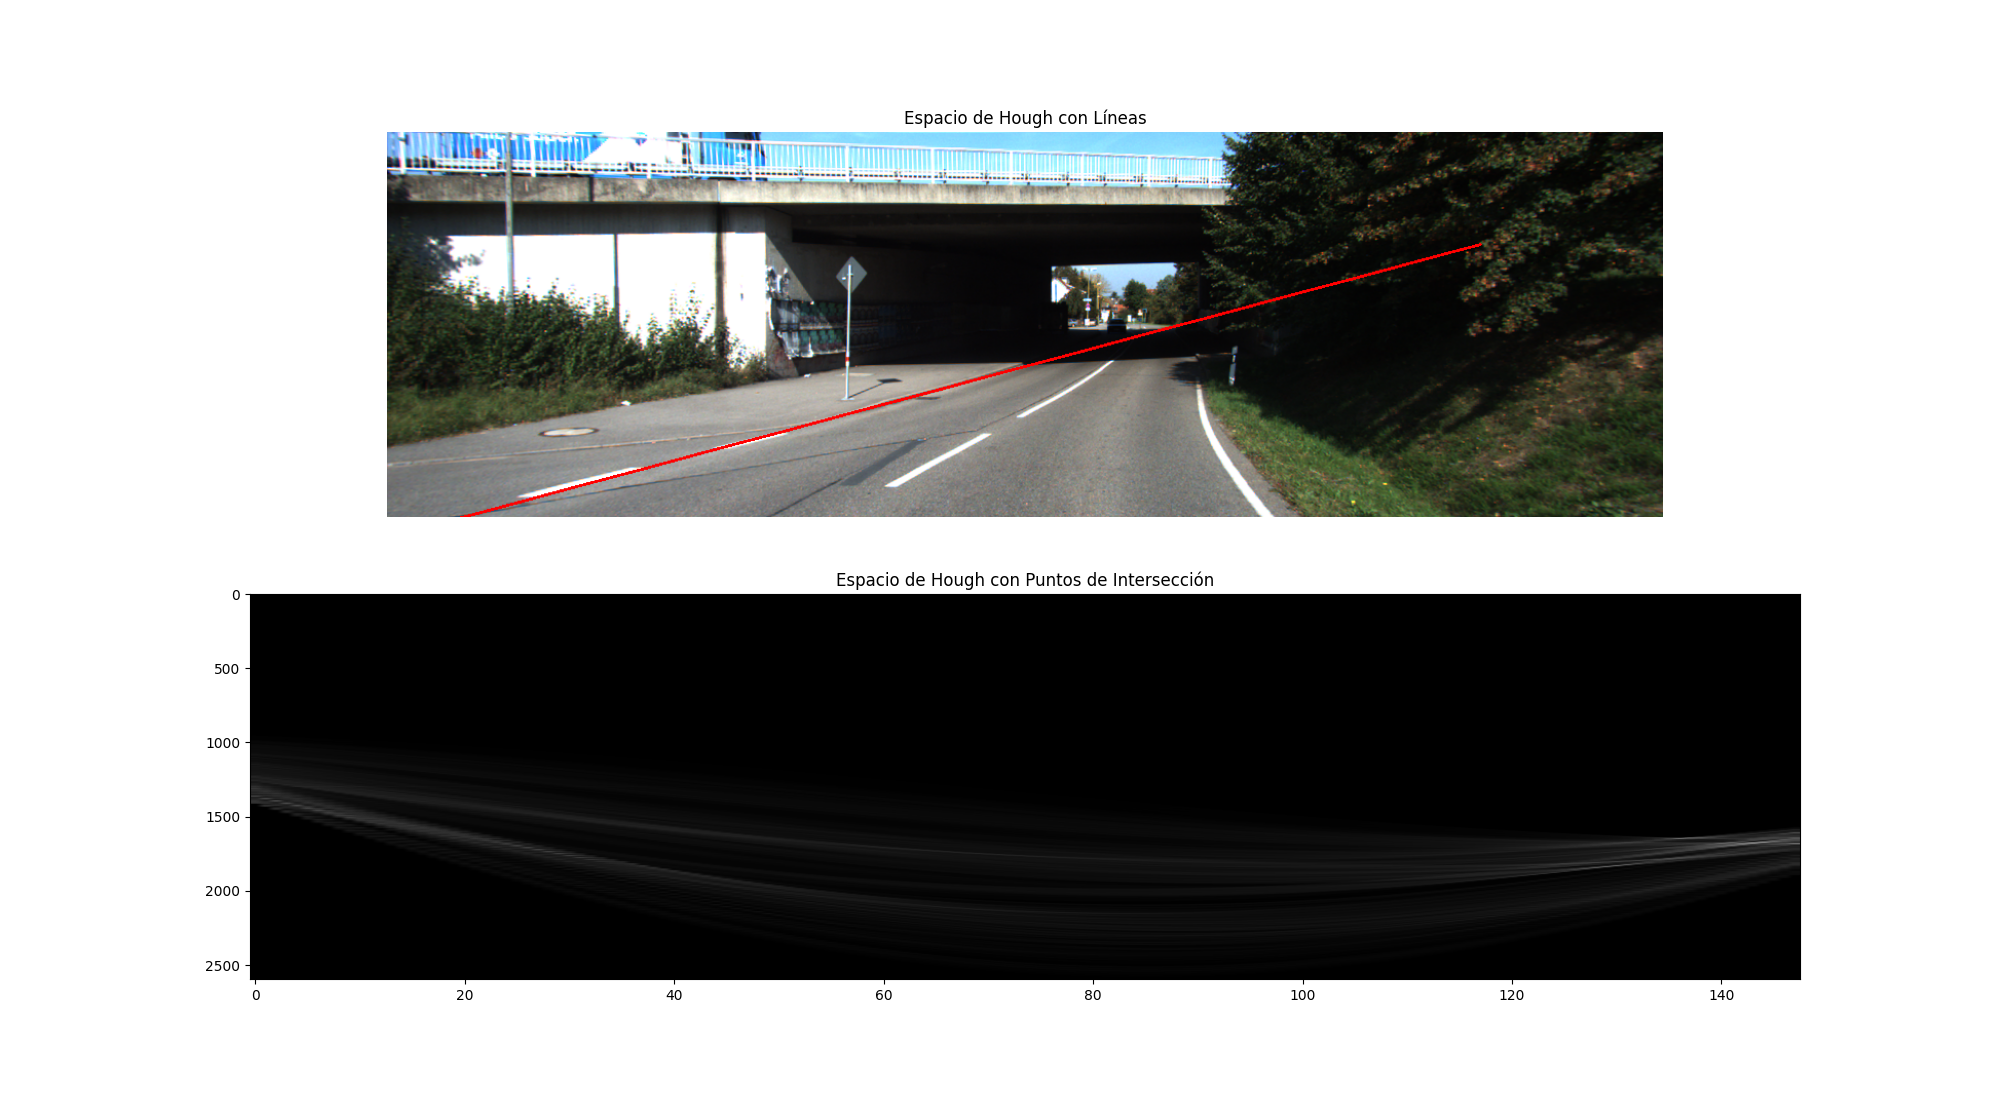 Espacio de Hough con Líneas
Espacio de Hough con Puntos de Intersección
0
500
1000
1500
2000
2500
0 20 40 60 80 100 120 140